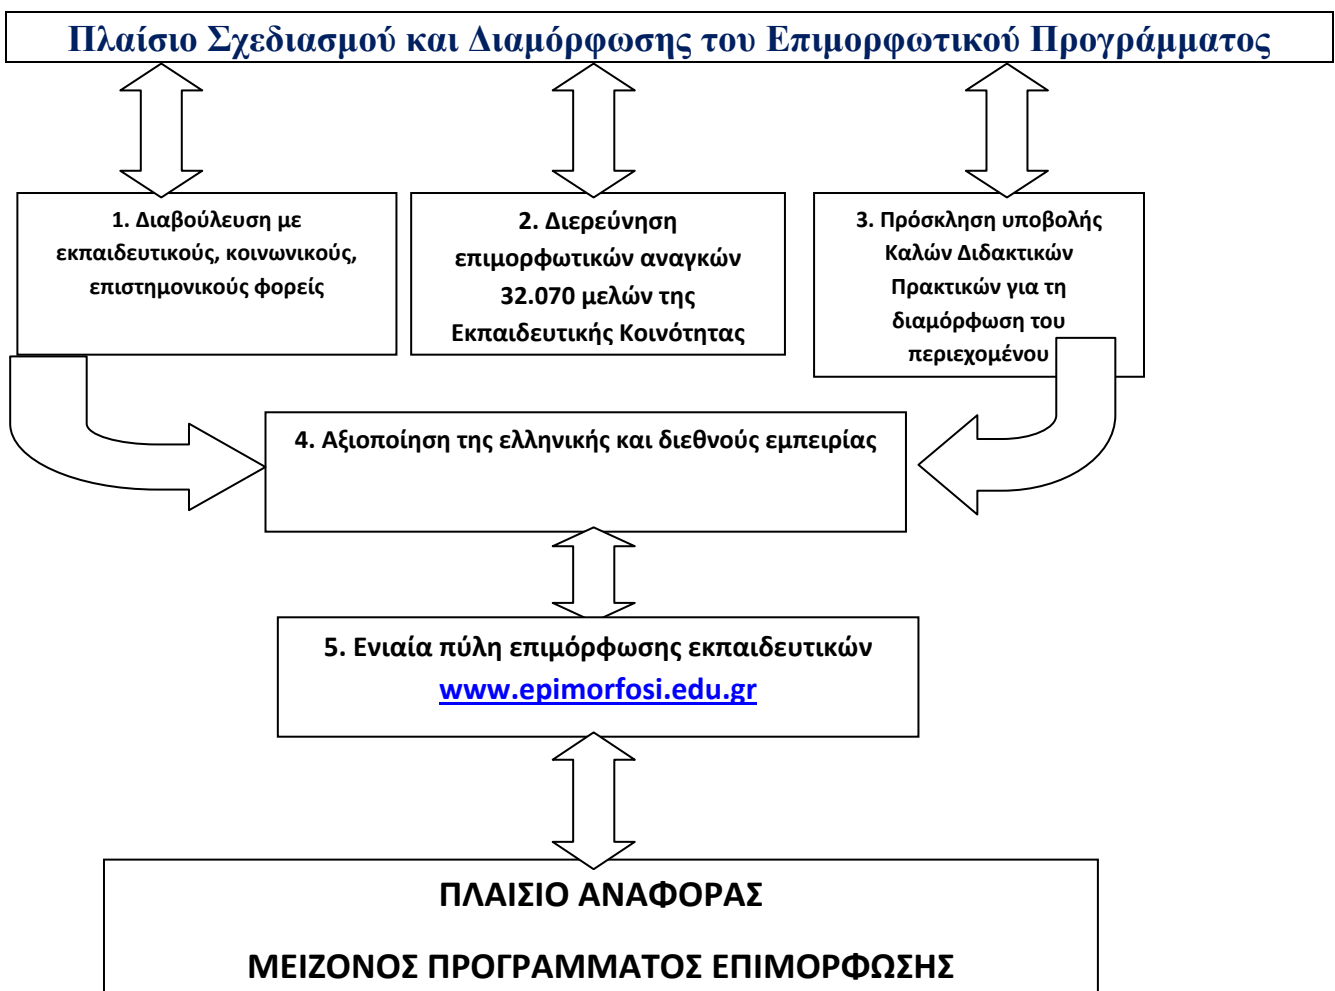 Πλαίσιο Σχεδιασμού και Διαμόρφωσης του Επιμορφωτικού Προγράμματος
1. Διαβούλευση με
εκπαιδευτικούς, κοινωνικούς,
επιστημονικούς φορείς
2. Διερεύνηση
επιμορφωτικών αναγκών
32.070 μελών της
Εκπαιδευτικής Κοινότητας
3. Πρόσκληση υποβολής
Καλών Διδακτικών
Πρακτικών για τη
διαμόρφωση του
περιεχομένου
4. Αξιοποίηση της ελληνικής και διεθνούς εμπειρίας
5. Ενιαία πύλη επιμόρφωσης εκπαιδευτικών
www.epimorfosi.edu.gr
ΠΛΑΙΣΙΟ ΑΝΑΦΟΡΑΣ
ΜΕΙΖΟΝΟΣ ΠΡΟΓΡΑΜΜΑΤΟΣ ΕΠΙΜΟΡΦΩΣΗΣ